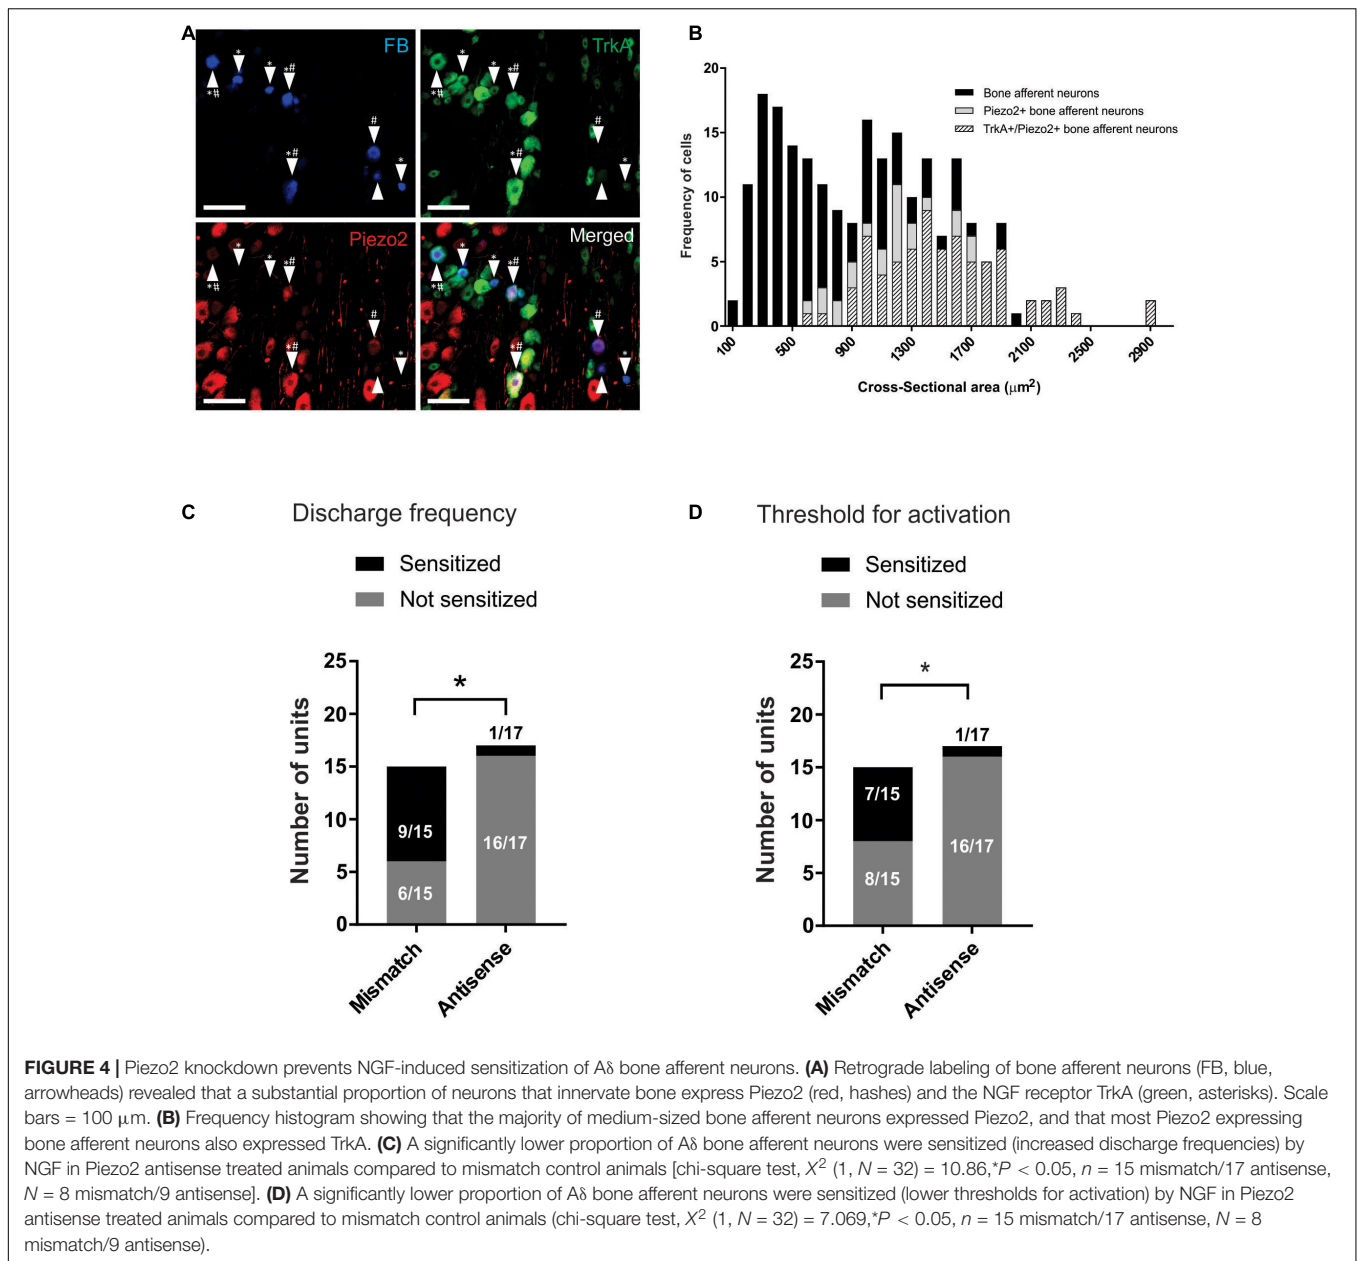 A
FB
TrkA
Piezo2
Merged
B
Frequency of cells
20
15
10
5
0
Bone afferent neurons
Piezo2+ bone afferent neurons
TrkA+/Piezo2+ bone afferent neurons
100
500
900
1300
1700
2100
2500
2900
Cross-Sectional area (μm²)
C
Discharge frequency
Sensitized
Not sensitized
Number of units
25
20
15
10
5
0
*
9/15
6/15
1/17
16/17
Mismatch
Antisense
D
Threshold for activation
Sensitized
Not sensitized
Number of units
25
20
15
10
5
0
*
7/15
8/15
1/17
16/17
Mismatch
Antisense
FIGURE 4 | Piezo2 knockdown prevents NGF-induced sensitization of Aδ bone afferent neurons. (A) Retrograde labeling of bone afferent neurons (FB, blue,
arrowheads) revealed that a substantial proportion of neurons that innervate bone express Piezo2 (red, hashes) and the NGF receptor TrkA (green, asterisks). Scale
bars = 100 μm. (B) Frequency histogram showing that the majority of medium-sized bone afferent neurons expressed Piezo2, and that most Piezo2 expressing
bone afferent neurons also expressed TrkA. (C) A significantly lower proportion of Aδ bone afferent neurons were sensitized (increased discharge frequencies) by
NGF in Piezo2 antisense treated animals compared to mismatch control animals [chi-square test, X² (1, N = 32) = 10.86,*P < 0.05, n = 15 mismatch/17 antisense,
N = 8 mismatch/9 antisense]. (D) A significantly lower proportion of Aδ bone afferent neurons were sensitized (lower thresholds for activation) by NGF in Piezo2
antisense treated animals compared to mismatch control animals (chi-square test, X² (1, N = 32) = 7.069,*P < 0.05, n = 15 mismatch/17 antisense, N = 8
mismatch/9 antisense).